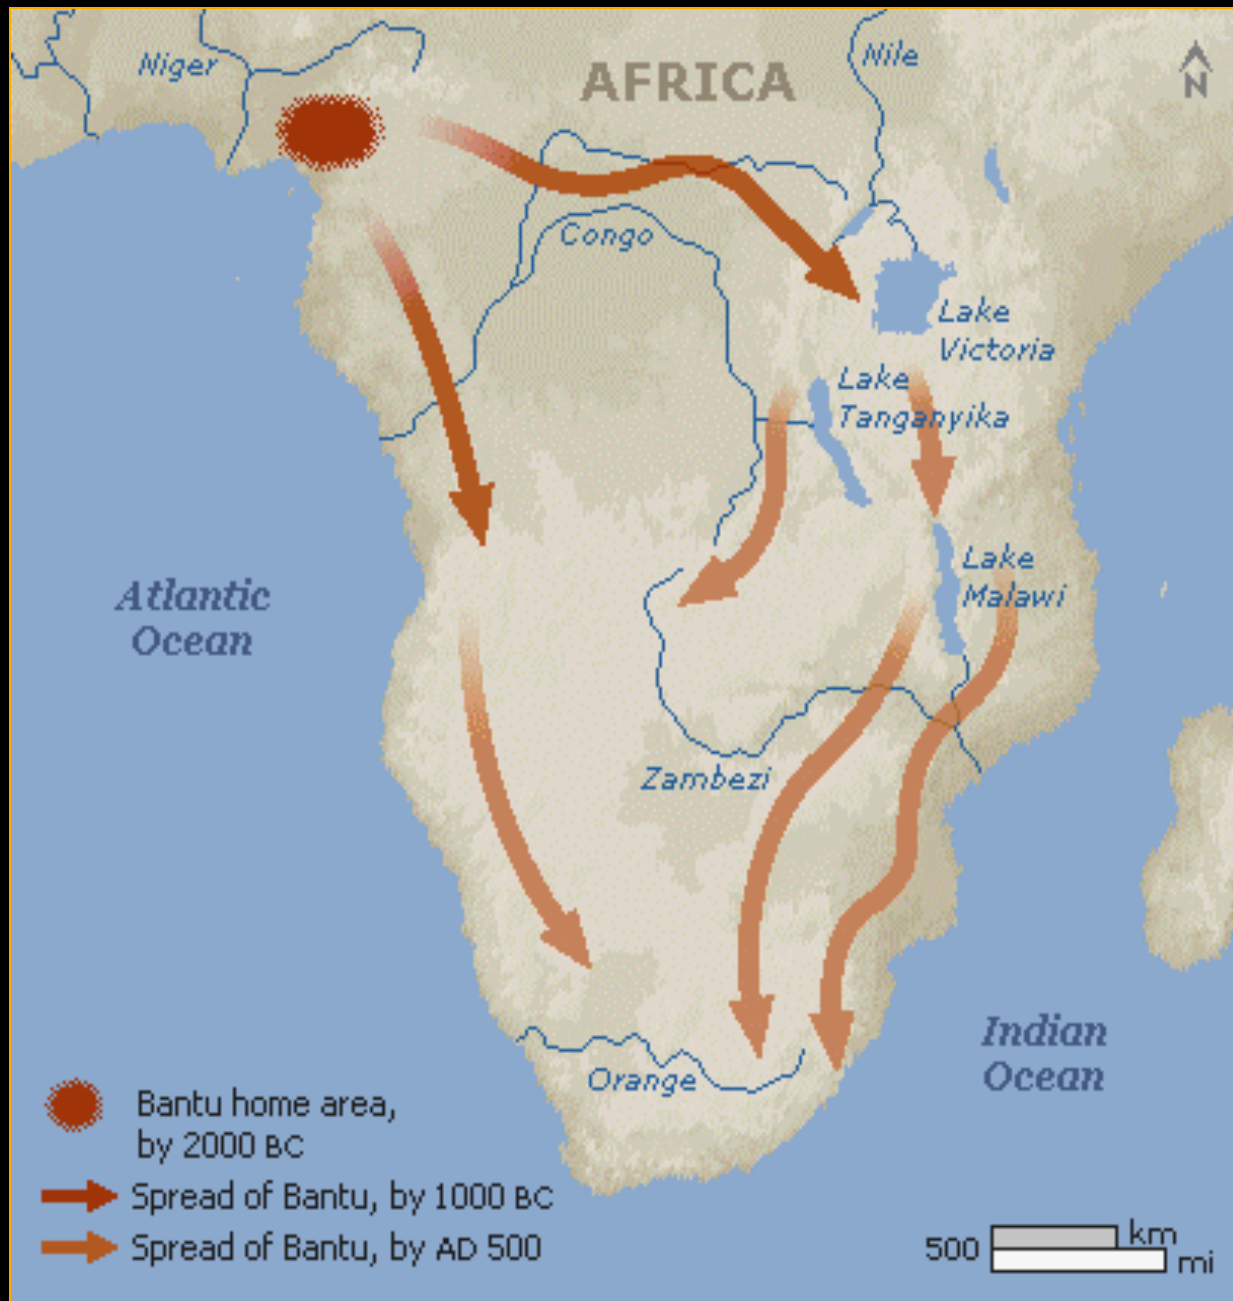 Niger
AFRICA
Nile
N
Congo
Lake
Victoria
Lake
Tanganyika
Atlantic
Ocean
Lake
Malawi
Zambezi
Indian
Ocean
Orange
Bantu home area,
by 2000 BC
Spread of Bantu, by 1000 BC
Spread of Bantu, by AD 500
500 km
mi